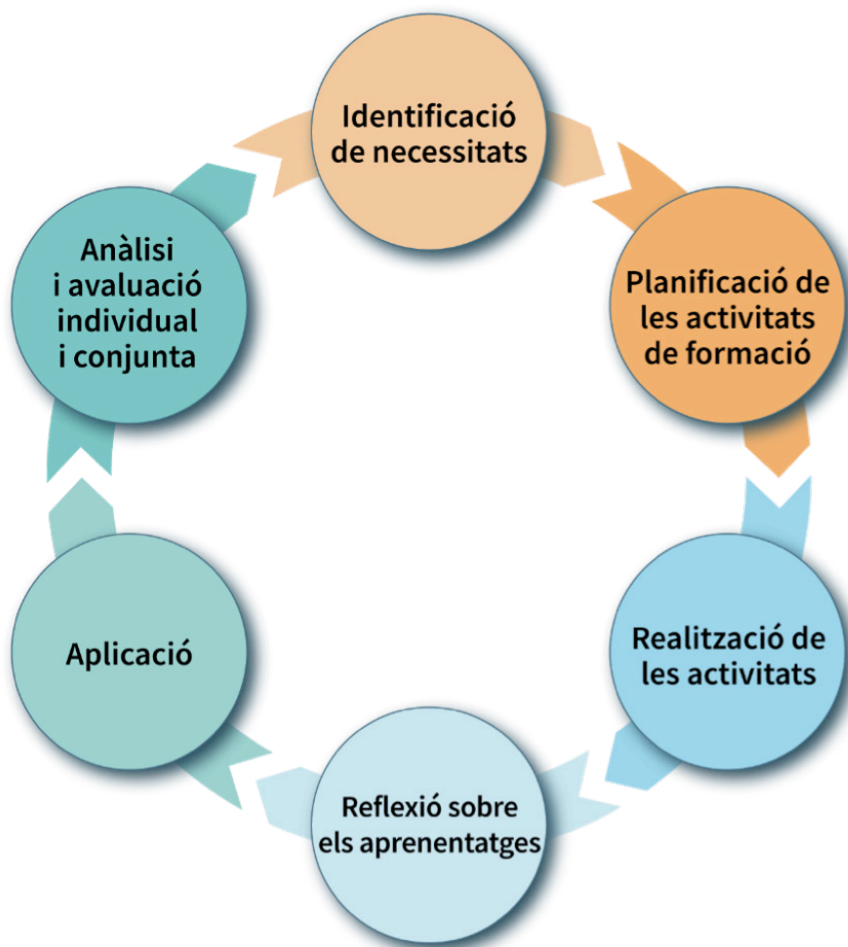 Identificació
de necessitats
Planificació de
les activitats
de formació
Realització de
les activitats
Reflexió sobre
els aprenentatges
Aplicació
Anàlisi
i avaluació
individual
i conjunta